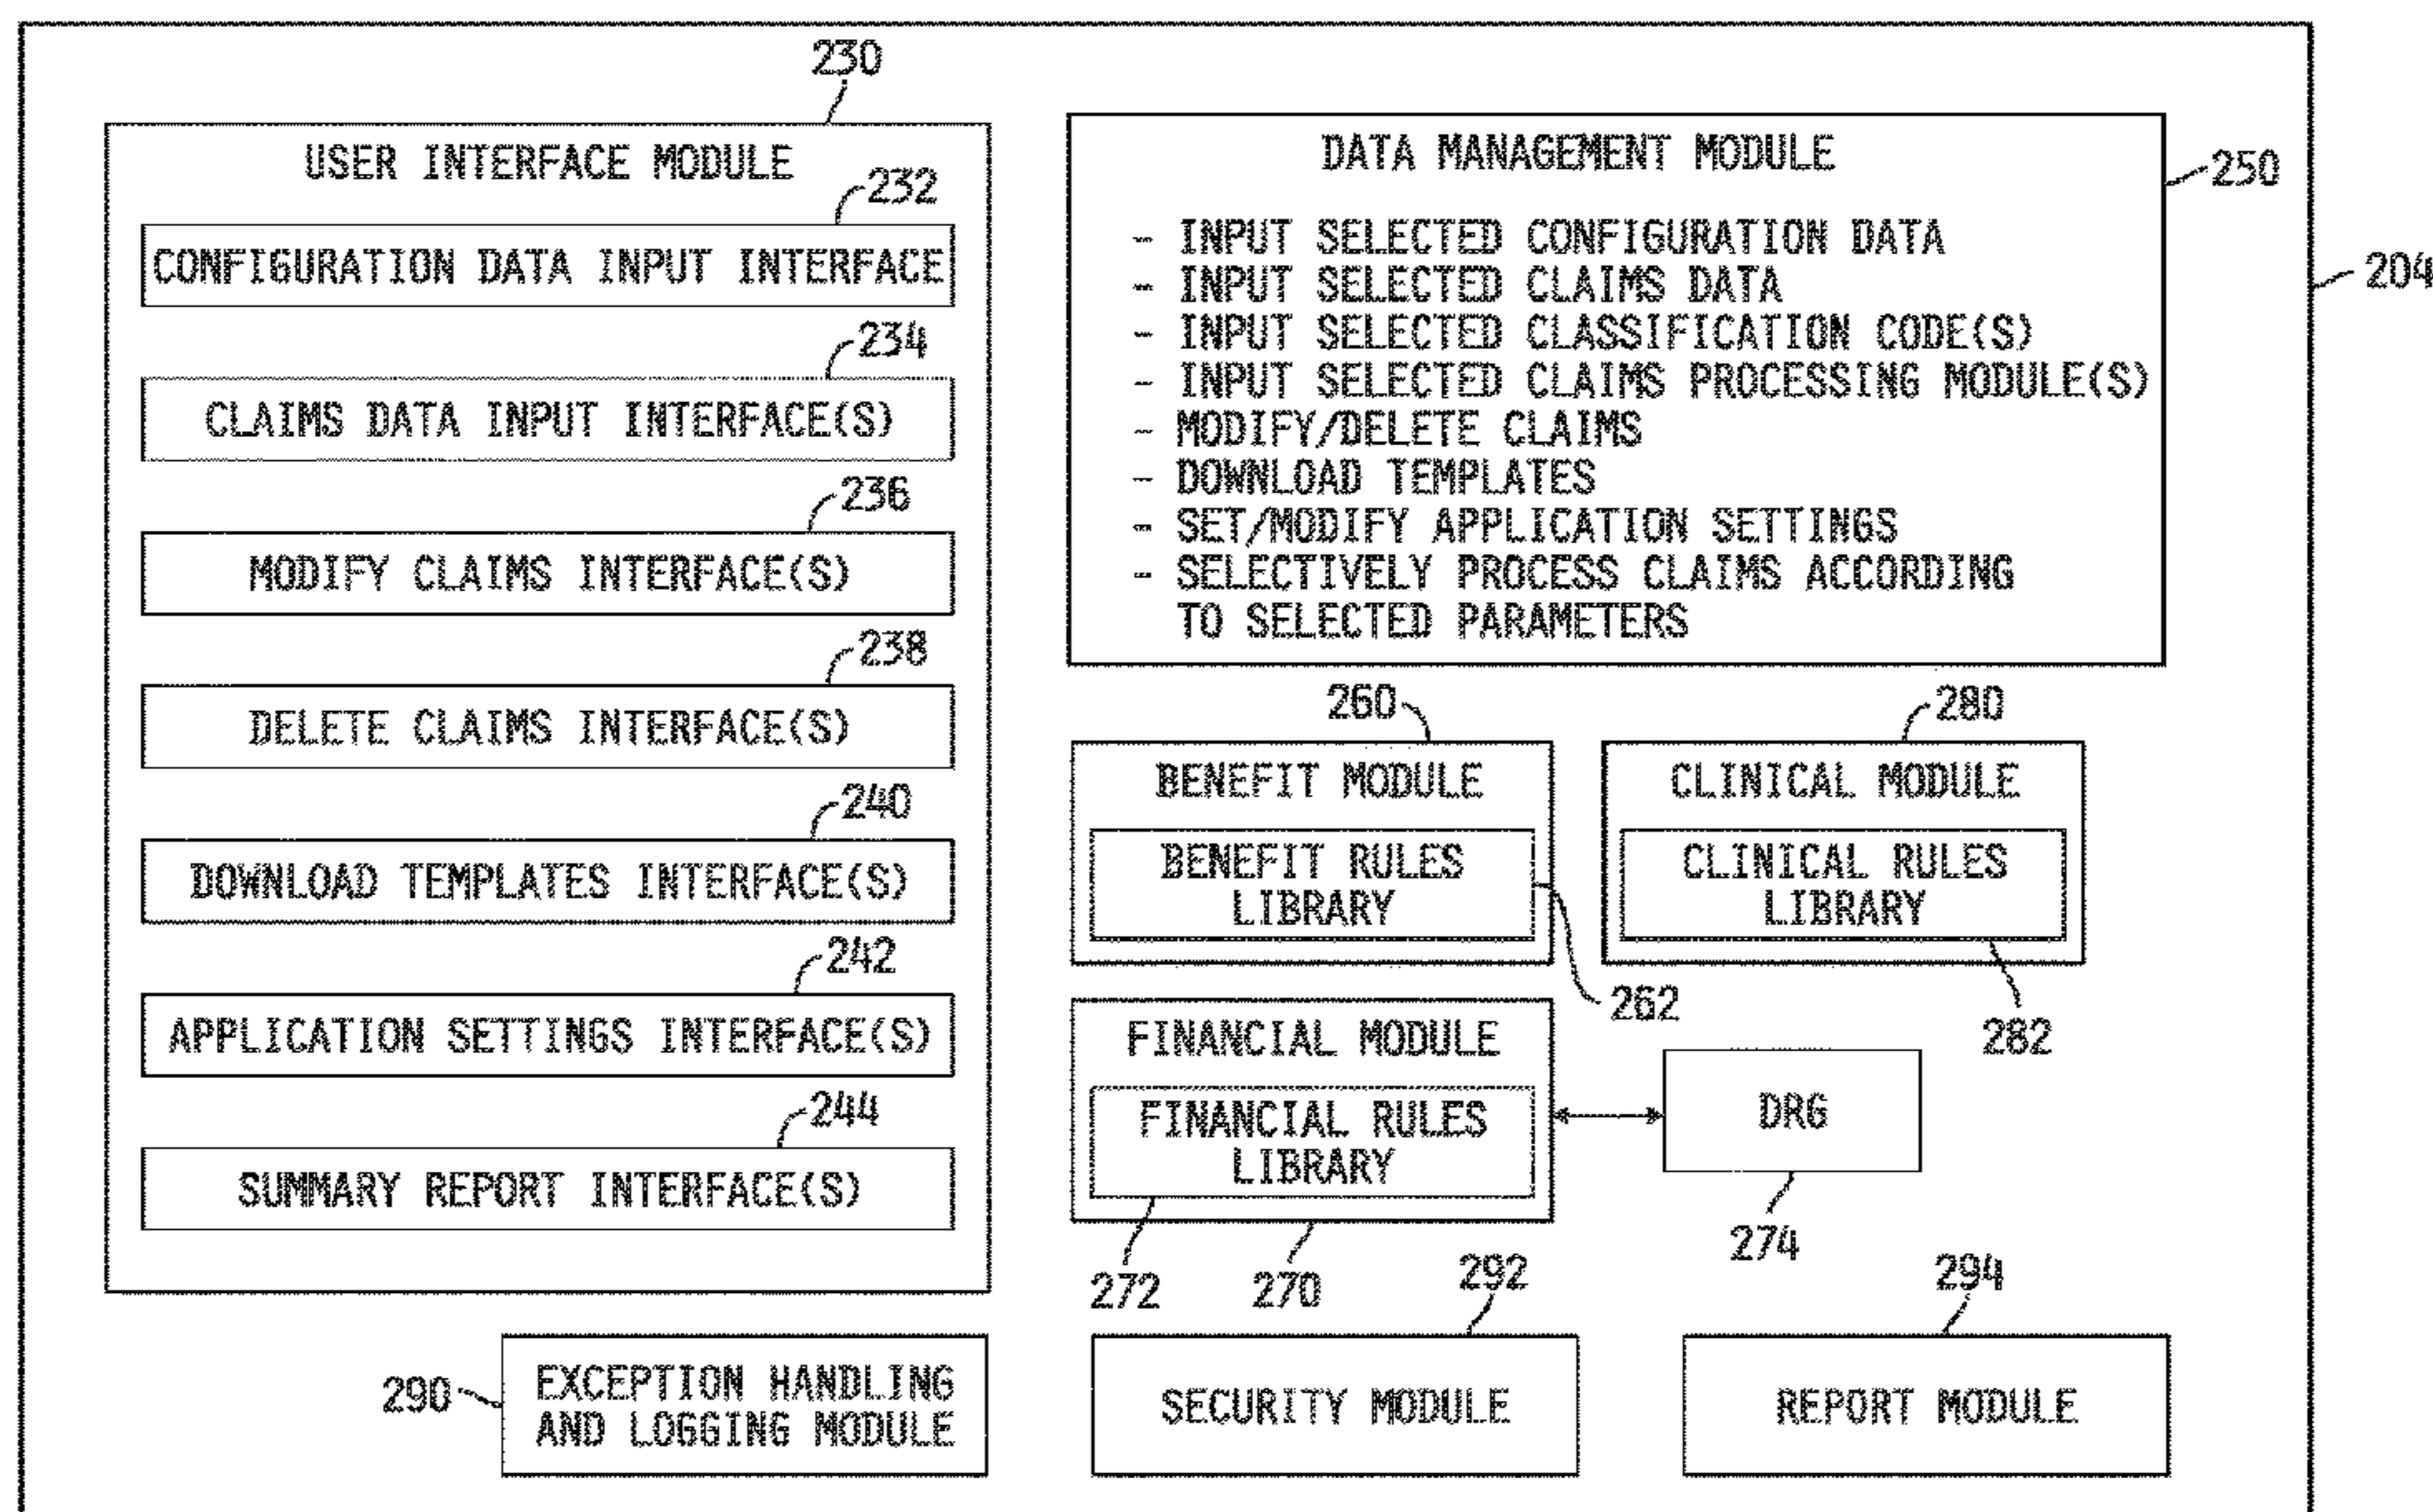 230
USER INTERFACE MODULE
232
CONFIGURATION DATA INPUT INTERFACE
234
CLAIMS DATA INPUT INTERFACE(S)
236
MODIFY CLAIMS INTERFACE(S)
238
DELETE CLAIMS INTERFACE(S)
240
DOWNLOAD TEMPLATES INTERFACE(S)
242
APPLICATION SETTINGS INTERFACE(S)
244
SUMMARY REPORT INTERFACE(S)
DATA MANAGEMENT MODULE
250
204
- INPUT SELECTED CONFIGURATION DATA
- INPUT SELECTED CLAIMS DATA
- INPUT SELECTED CLASSIFICATION CODE(S)
- INPUT SELECTED CLAIMS PROCESSING MODULE(S)
- MODIFY/DELETE CLAIMS
- DOWNLOAD TEMPLATES
- SET/MODIFY APPLICATION SETTINGS
- SELECTIVELY PROCESS CLAIMS ACCORDING
TO SELECTED PARAMETERS
260
BENEFIT MODULE
BENEFIT RULES
LIBRARY
262
280
CLINICAL MODULE
CLINICAL RULES
LIBRARY
282
FINANCIAL MODULE
FINANCIAL RULES
LIBRARY
272
270
DRG
274
290
EXCEPTION HANDLING
AND LOGGING MODULE
292
SECURITY MODULE
294
REPORT MODULE